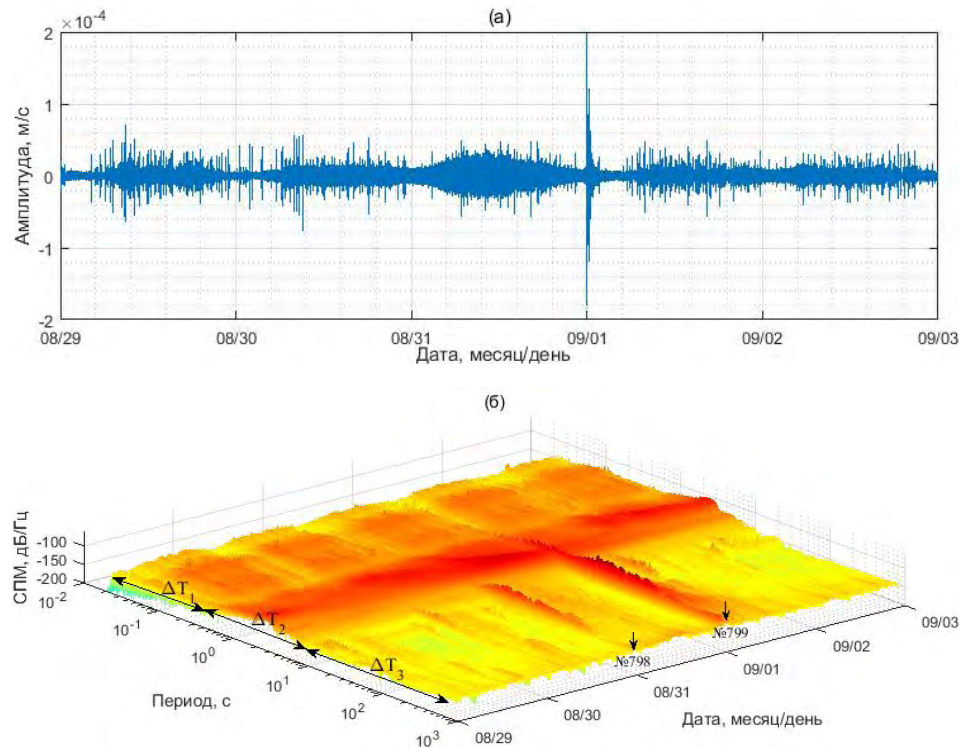 (а)
×10⁻⁴
2
1
0
-1
-2
Амплитуда, м/с
08/29 08/30 08/31 09/01 09/02 09/03
Дата, месяц/день
(б)
СПМ, дБ/Гц
-100
-150
-200
10⁻²
10⁻¹
10⁰
10¹
10²
10³
ΔT₁
ΔT₂
ΔT₃
Период, с
№798
№799
08/29
08/30
08/31
09/01
09/02
09/03
Дата, месяц/день